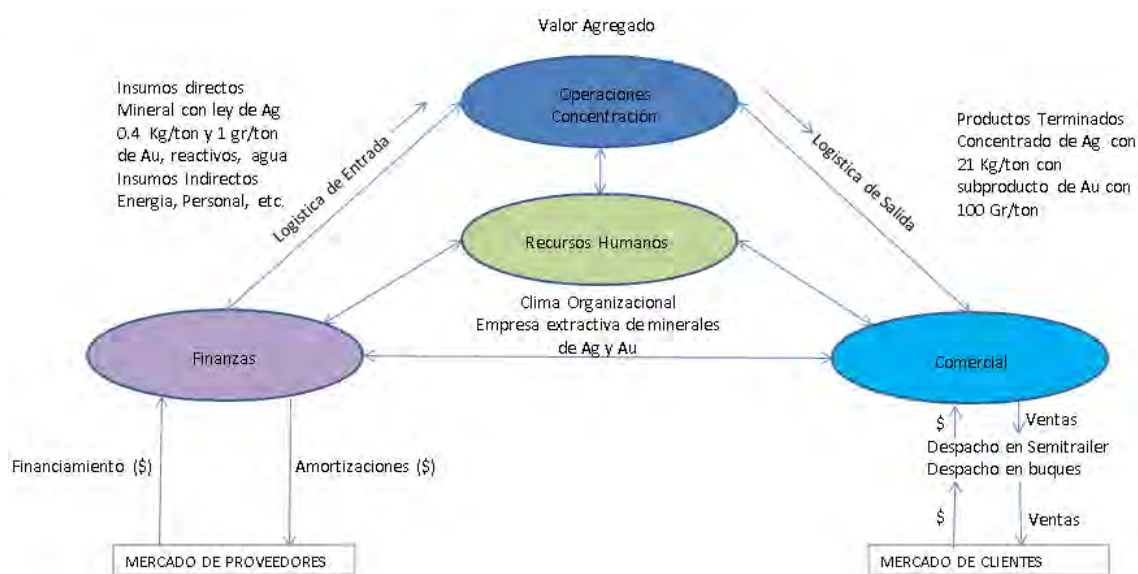 Valor Agregado
Insumos directos
Mineral con ley de Ag
0.4 Kg/ton y 1 gr/ton
de Au, reactivos, agua
Insumos Indirectos
Energia, Personal, etc.
Logistica de Entrada
Operaciones
Concentración
Logistica de Salida
Productos Terminados
Concentrado de Ag con
21 Kg/ton con
subproducto de Au con
100 Gr/ton
Recursos Humanos
Clima Organizacional
Empresa extractiva de minerales
de Ag y Au
Finanzas
Comercial
Financiamiento ($)
Amortizaciones ($)
$
Ventas
Despacho en Semitrailer
Despacho en buques
$
Ventas
MERCADO DE PROVEEDORES
MERCADO DE CLIENTES